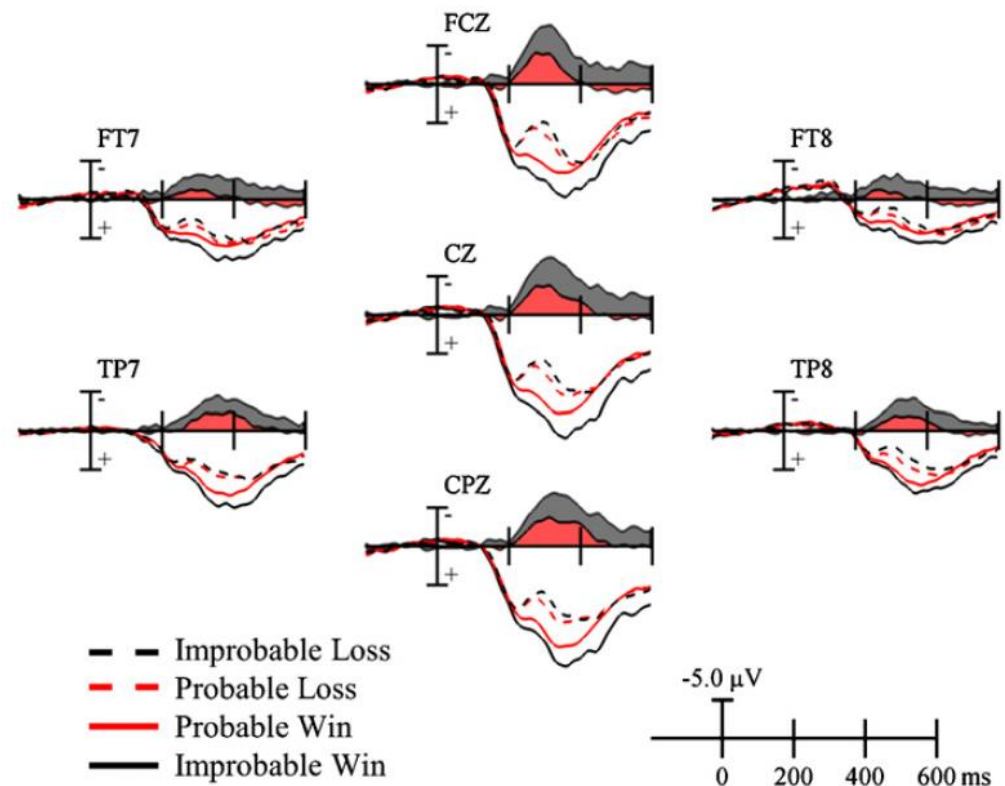 FCZ
-
+
FT7
-
+
FT8
-
+
CZ
-
+
TP7
-
+
TP8
-
+
CPZ
-
+
Improbable Loss
Probable Loss
Probable Win
Improbable Win
-5.0 µV
0 200 400 600 ms